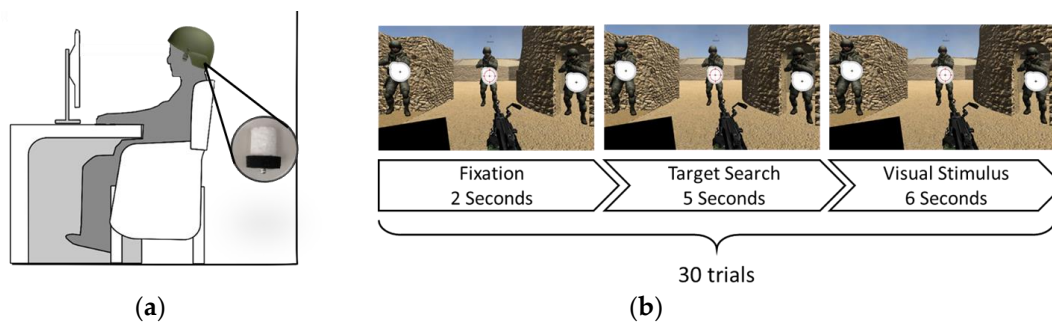 Fixation
2 Seconds
Target Search
5 Seconds
Visual Stimulus
6 Seconds
30 trials
(a)
(b)